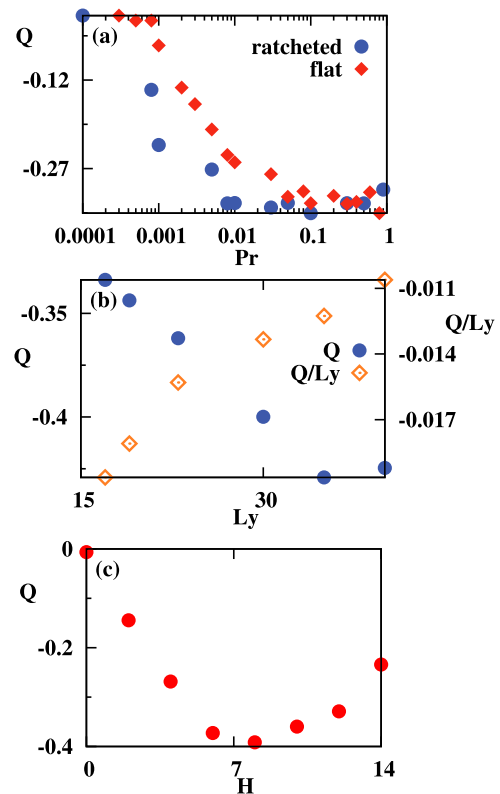 Q
(a)
ratcheted
flat
-0.12
-0.27
0.0001
0.001
0.01
0.1
1
Pr
(b)
-0.35
-0.4
Q
-0.011
-0.014
-0.017
Q/Ly
Q
Q/Ly
15
30
Ly
0
(c)
Q
-0.2
-0.4
0
7
14
H